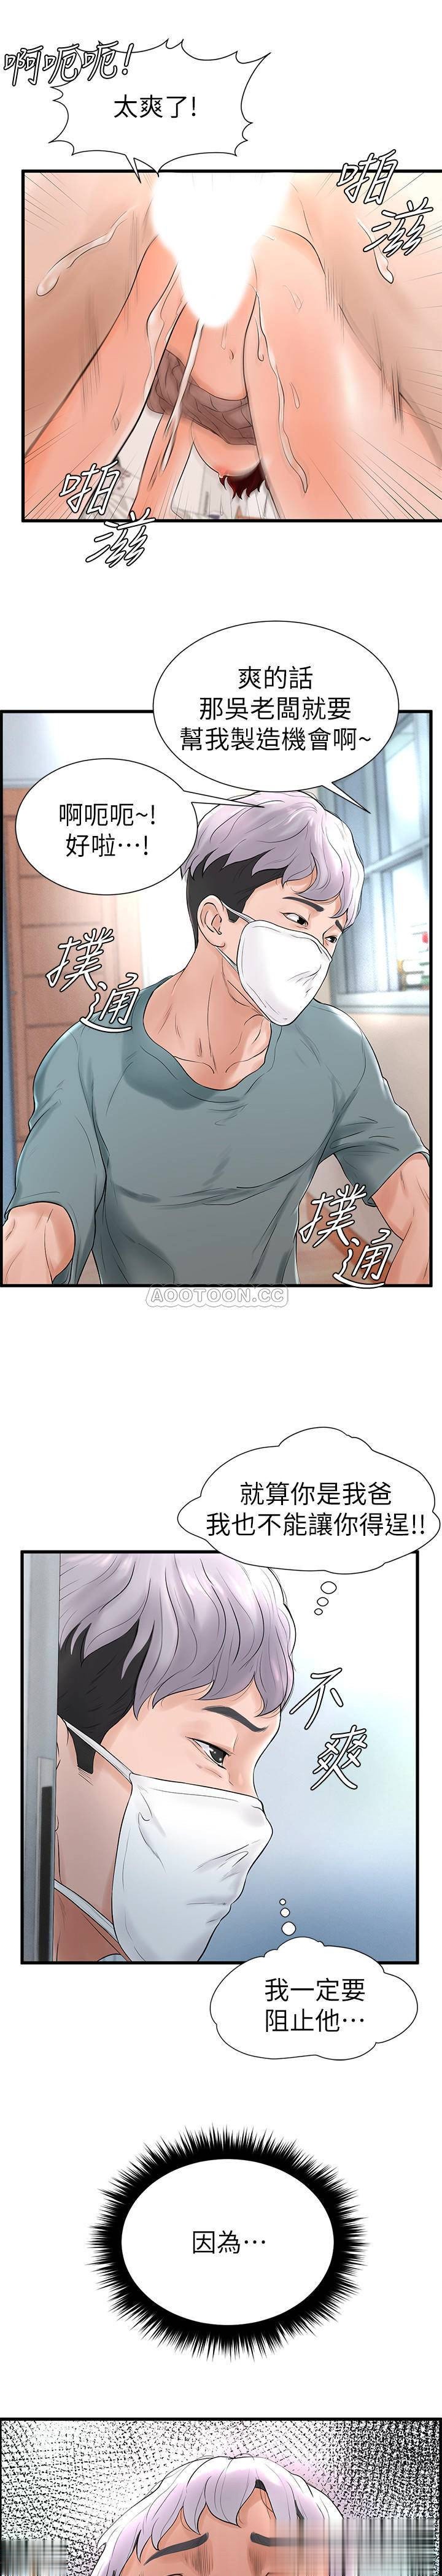 啊呃呃!
太爽了!
啪
滋
啪
滋
爽的話
那吳老闆就要
幫我製造機會啊~
啊呃呃~!
好啦…!
撲
通
撲
通
AOOTOON.CC
就算你是我爸
我也不能讓你得逞!!
不
爽
我一定要
阻止他…
因為…